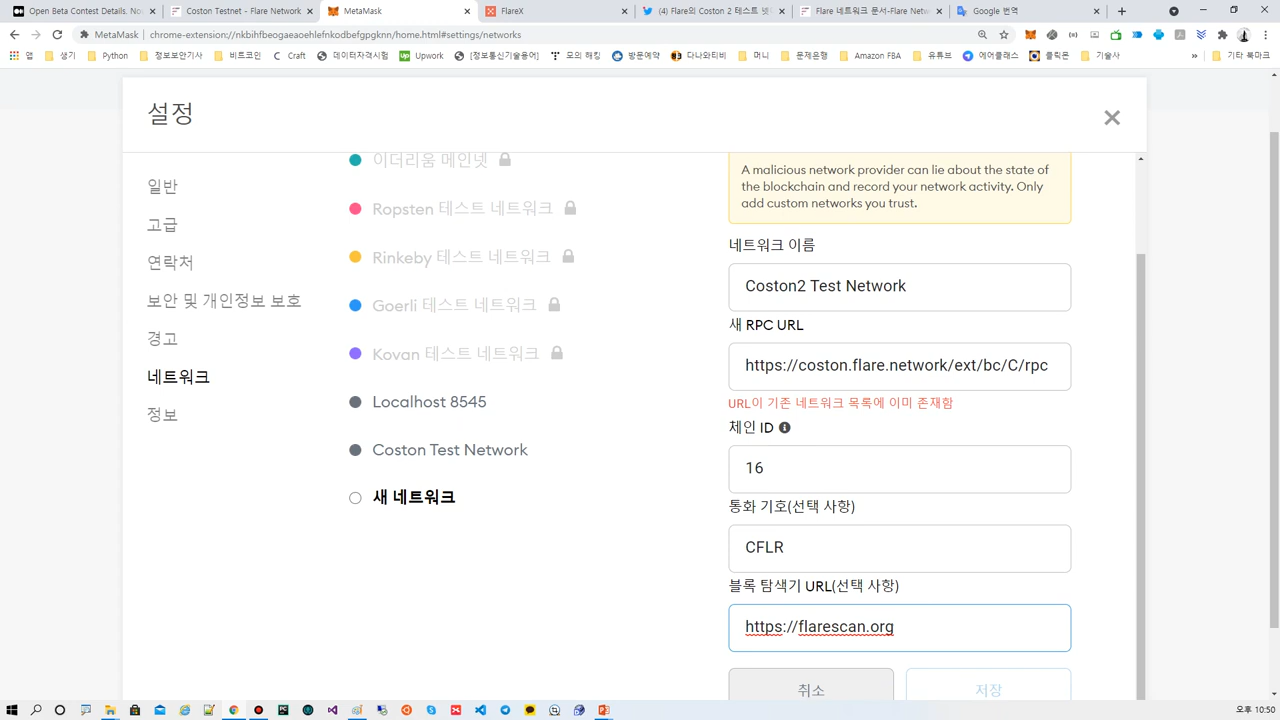 Open Beta Contest Details. No
Coston Testnet - Flare Network
MetaMask
FlareX
(4) Flare의 Coston 2 테스트 넷!
Flare 네트워크 문서-Flare Netw
Google 번역
MetaMask | chrome-extension://nkbihfbeogaeaoehlefnkodbefgpgknn/home.html#settings/networks
앱
생기
Python
정보보안기사
비트코인
Craft
데이터자격시험
Upwork
[정보통신기술용어]
모의 해킹
방문예약
다나와티비
머니
문제은행
Amazon FBA
유튜브
에어클래스
클릭몬
기술사
»
기타 북마크
설정
이더리움 메인넷
A malicious network provider can lie about the state of
the blockchain and record your network activity. Only
add custom networks you trust.
일반
고급
연락처
보안 및 개인정보 보호
경고
네트워크
정보
Ropsten 테스트 네트워크
Rinkeby 테스트 네트워크
Goerli 테스트 네트워크
Kovan 테스트 네트워크
Localhost 8545
Coston Test Network
새 네트워크
네트워크 이름
Coston2 Test Network
새 RPC URL
https://coston.flare.network/ext/bc/C/rpc
URL이 기존 네트워크 목록에 이미 존재함
체인 ID
16
통화 기호(선택 사항)
CFLR
블록 탐색기 URL(선택 사항)
https://flarescan.org
취소
저장
오후 10:50